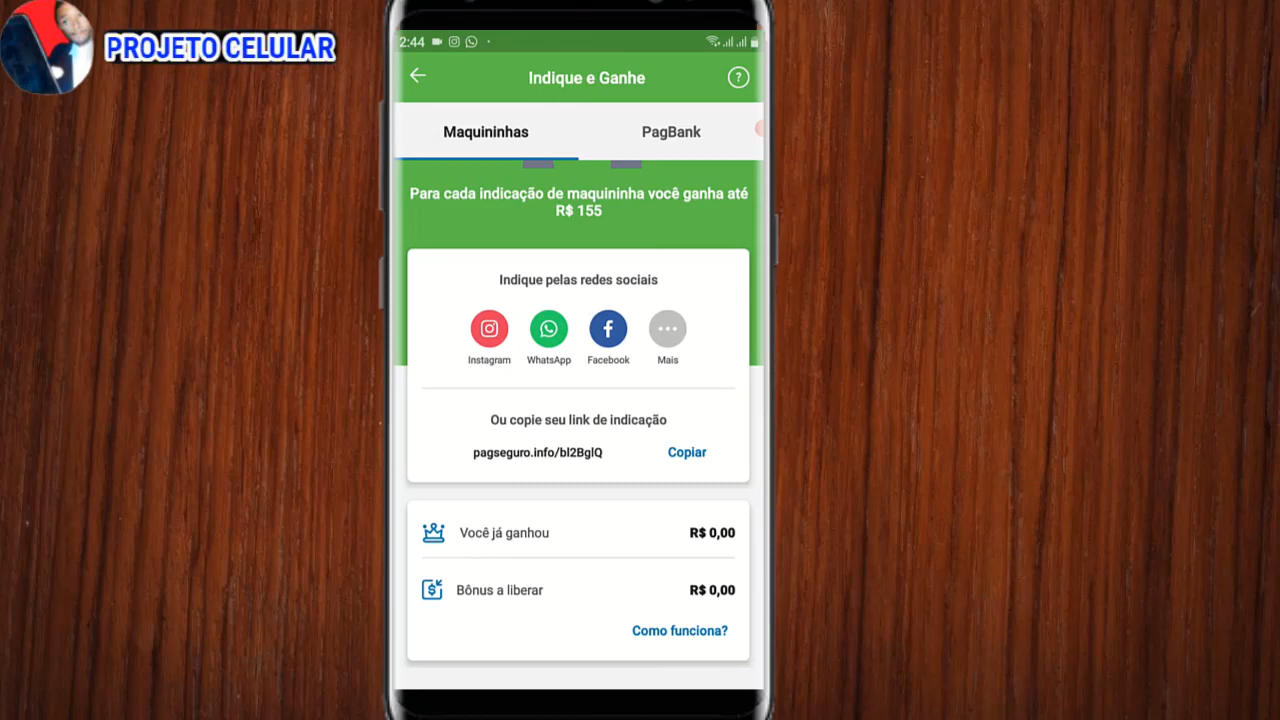 PROJETO CELULAR
2:44
Indique e Ganhe
?
Maquininhas
PagBank
Para cada indicação de maquininha você ganha até
R$ 155
Indique pelas redes sociais
Instagram
WhatsApp
Facebook
Mais
Ou copie seu link de indicação
pagseguro.info/bl2BglQ
Copiar
Você já ganhou
R$ 0,00
Bônus a liberar
R$ 0,00
Como funciona?